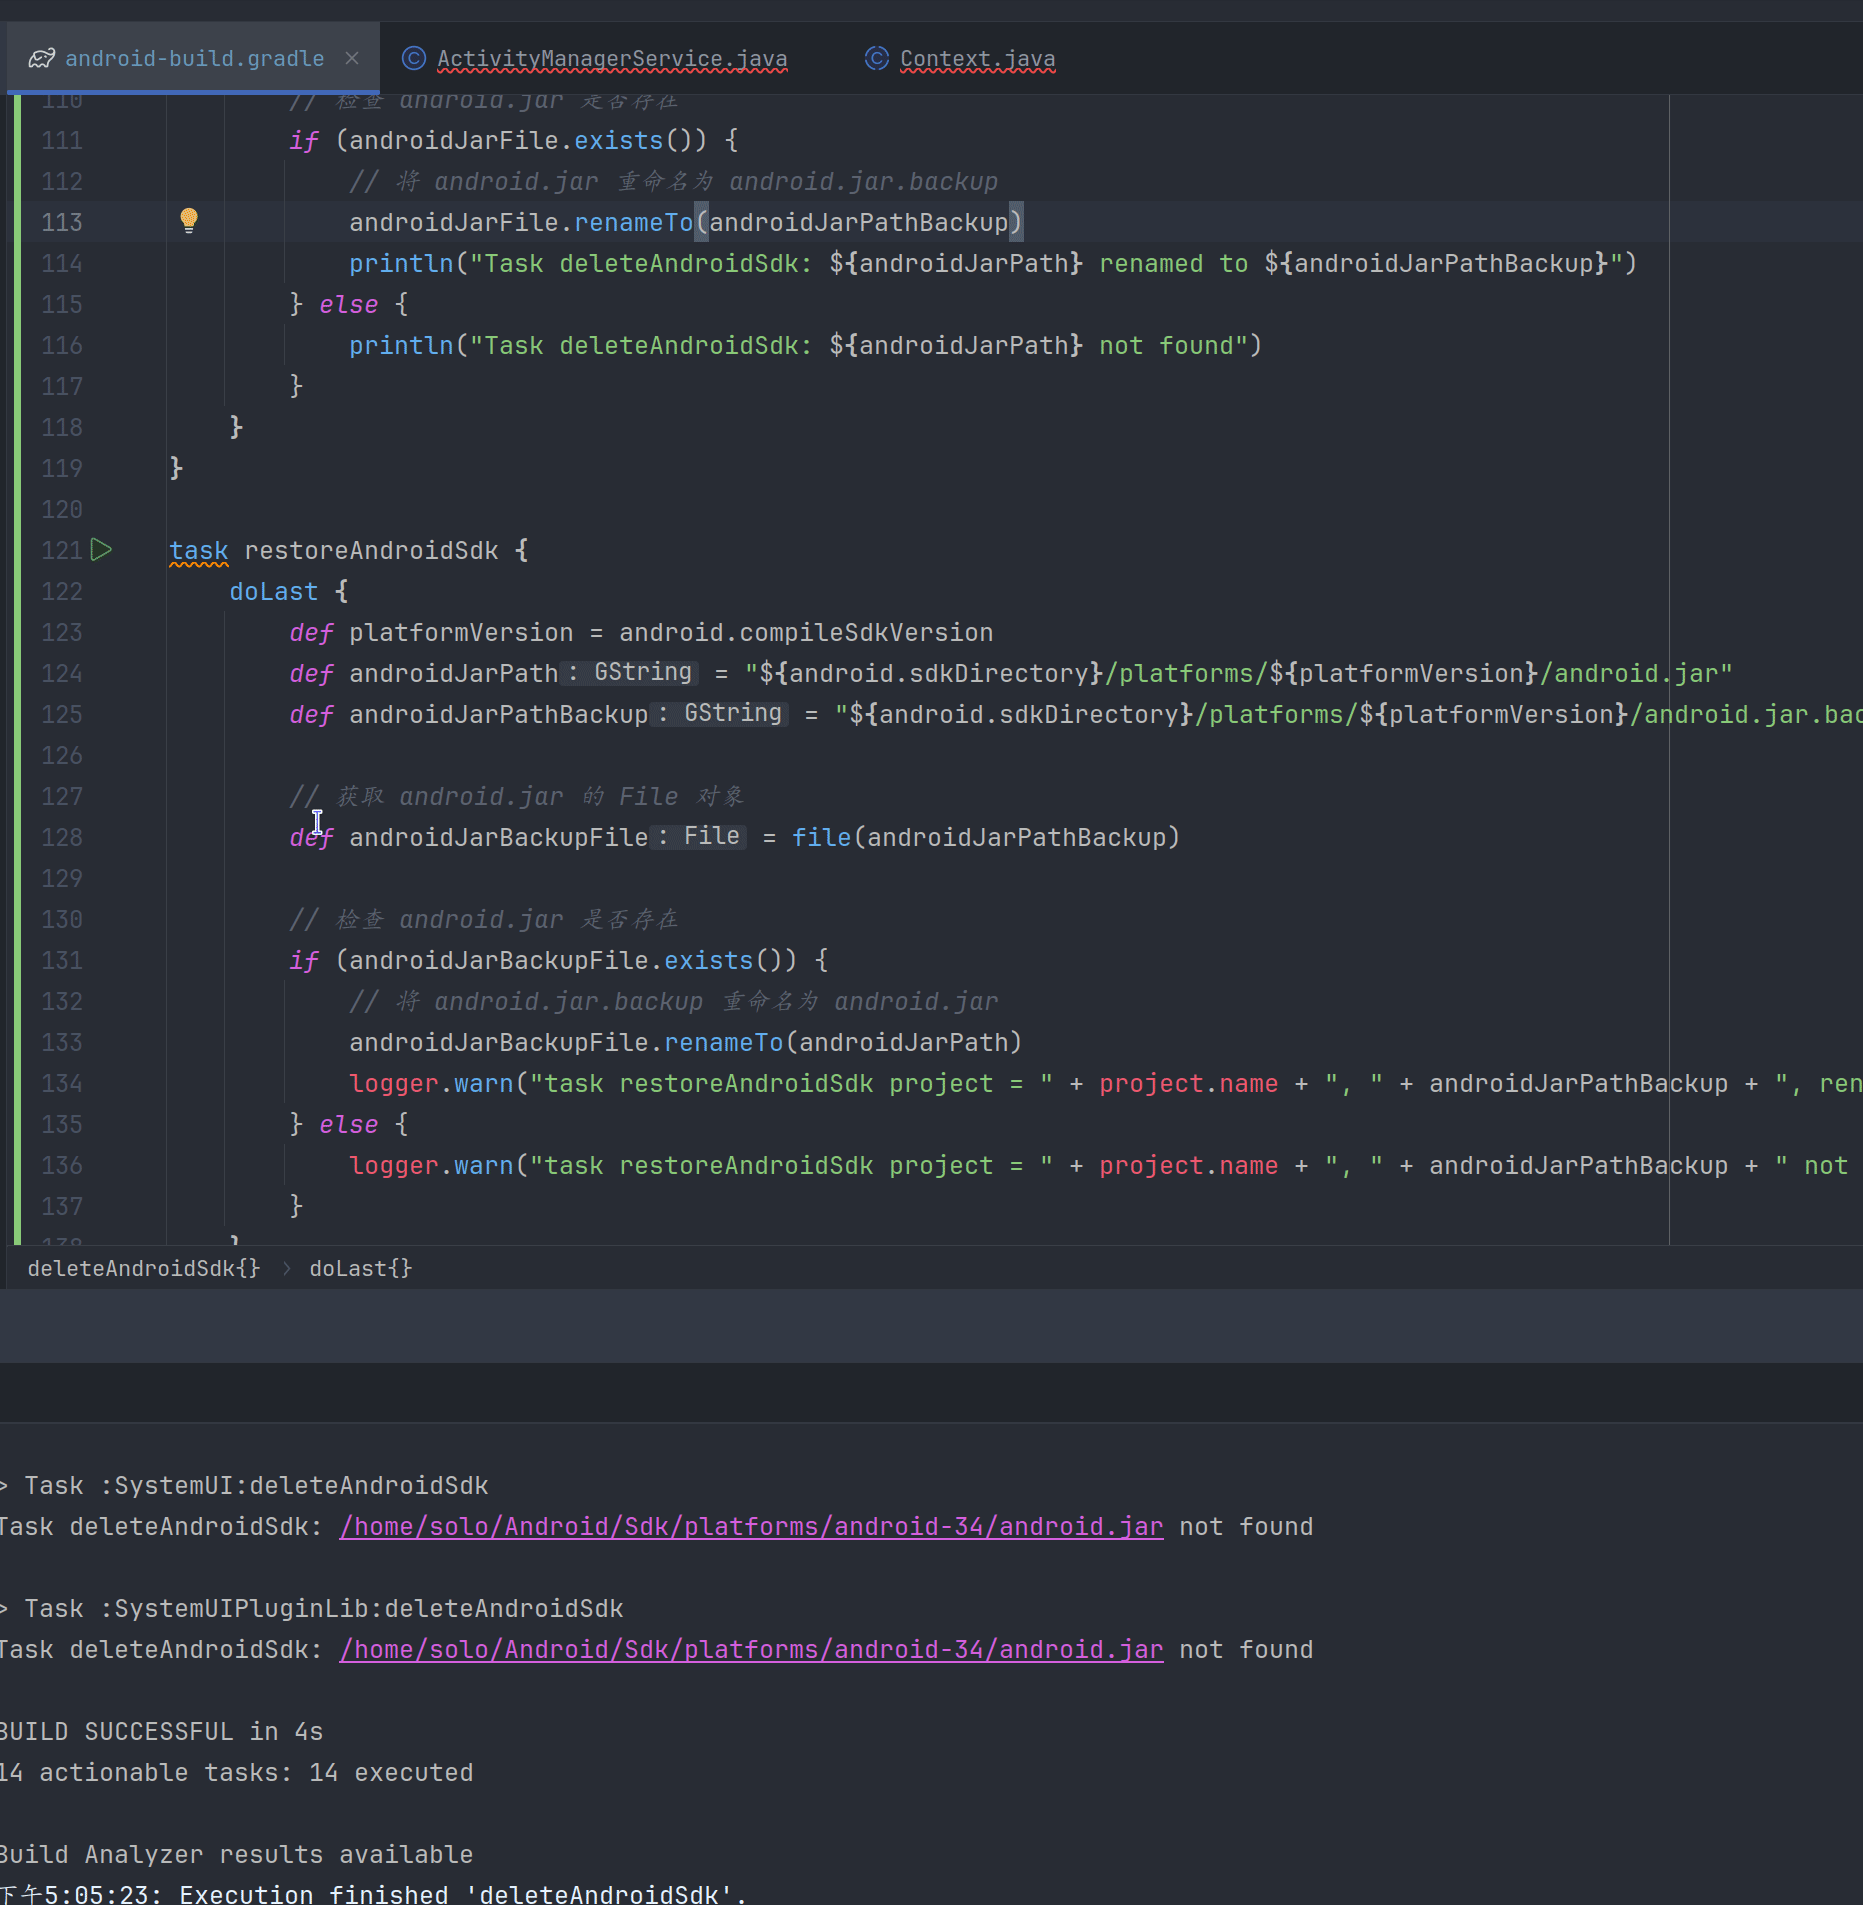 android-build.gradle
ActivityManagerService.java
Context.java
110 // 检查 android.jar 是否存在
111 if (androidJarFile.exists()) {
112 // 将 android.jar 重命名为 android.jar.backup
113 androidJarFile.renameTo(androidJarPathBackup)
114 println("Task deleteAndroidSdk: ${androidJarPath} renamed to ${androidJarPathBackup}")
115 } else {
116 println("Task deleteAndroidSdk: ${androidJarPath} not found")
117 }
118 }
119 }
120
121 task restoreAndroidSdk {
122 doLast {
123 def platformVersion = android.compileSdkVersion
124 def androidJarPath : GString = "${android.sdkDirectory}/platforms/${platformVersion}/android.jar"
125 def androidJarPathBackup : GString = "${android.sdkDirectory}/platforms/${platformVersion}/android.jar.bac
126
127 // 获取 android.jar 的 File 对象
128 def androidJarBackupFile : File = file(androidJarPathBackup)
129
130 // 检查 android.jar 是否存在
131 if (androidJarBackupFile.exists()) {
132 // 将 android.jar.backup 重命名为 android.jar
133 androidJarBackupFile.renameTo(androidJarPath)
134 logger.warn("task restoreAndroidSdk project = " + project.name + ", " + androidJarPathBackup + ", ren
135 } else {
136 logger.warn("task restoreAndroidSdk project = " + project.name + ", " + androidJarPathBackup + " not
137 }
138 }
deleteAndroidSdk{} › doLast{}
> Task :SystemUI:deleteAndroidSdk
Task deleteAndroidSdk: /home/solo/Android/Sdk/platforms/android-34/android.jar not found
> Task :SystemUIPluginLib:deleteAndroidSdk
Task deleteAndroidSdk: /home/solo/Android/Sdk/platforms/android-34/android.jar not found
BUILD SUCCESSFUL in 4s
14 actionable tasks: 14 executed
Build Analyzer results available
下午5:05:23: Execution finished 'deleteAndroidSdk'.